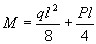 M = ql²/8 + Pl/4